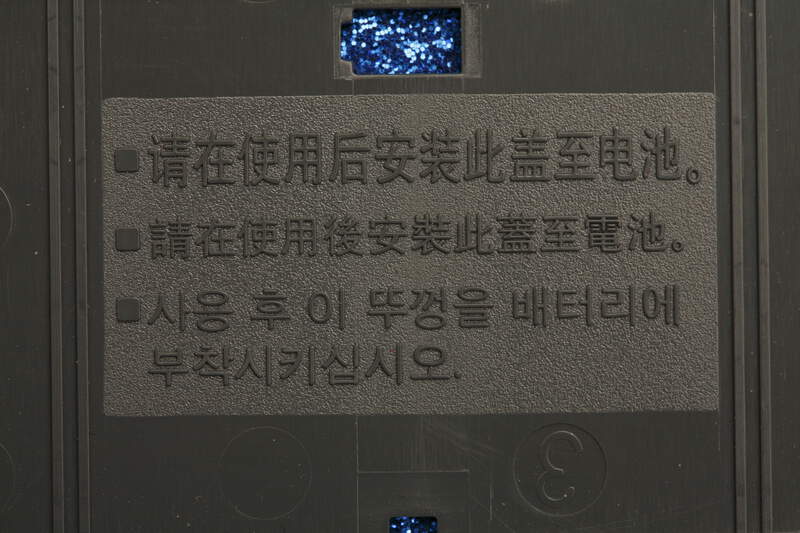 ■请在使用后安装此盖至电池。
■請在使用後安裝此蓋至電池。
■사용 후 이 뚜껑을 배터리에
부착시키십시오.
3